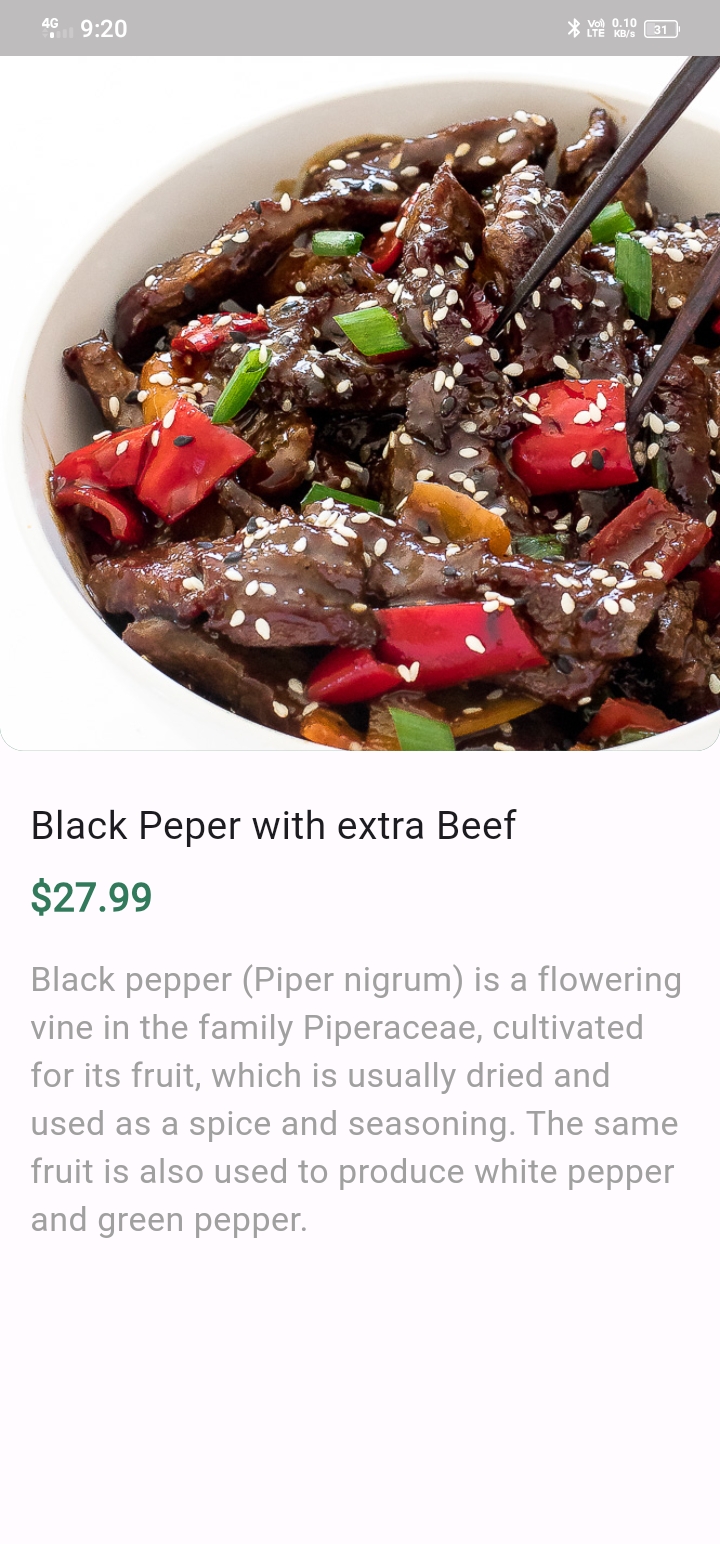 4G 9:20 Vo) LTE 0.10 KB/s 31
Black Peper with extra Beef
$27.99
Black pepper (Piper nigrum) is a flowering
vine in the family Piperaceae, cultivated
for its fruit, which is usually dried and
used as a spice and seasoning. The same
fruit is also used to produce white pepper
and green pepper.